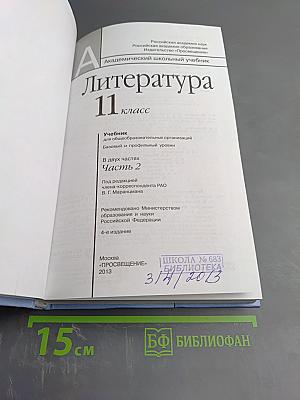 Российская академия наук
Российская академия образования
Издательство «Просвещение»
А
Академический школьный учебник
Литература
11 класс
Учебник
для общеобразовательных организаций
Базовый и профильный уровни
В двух частях
Часть 2
Под редакцией
члена-корреспондента РАО
В. Г. Маранцмана
Рекомендовано Министерством
образования и науки
Российской Федерации
4-е издание
Москва
«ПРОСВЕЩЕНИЕ»
2013
ШКОЛА № 683
БИБЛИОТЕКА
15 см
БФ БИБЛИОФАН